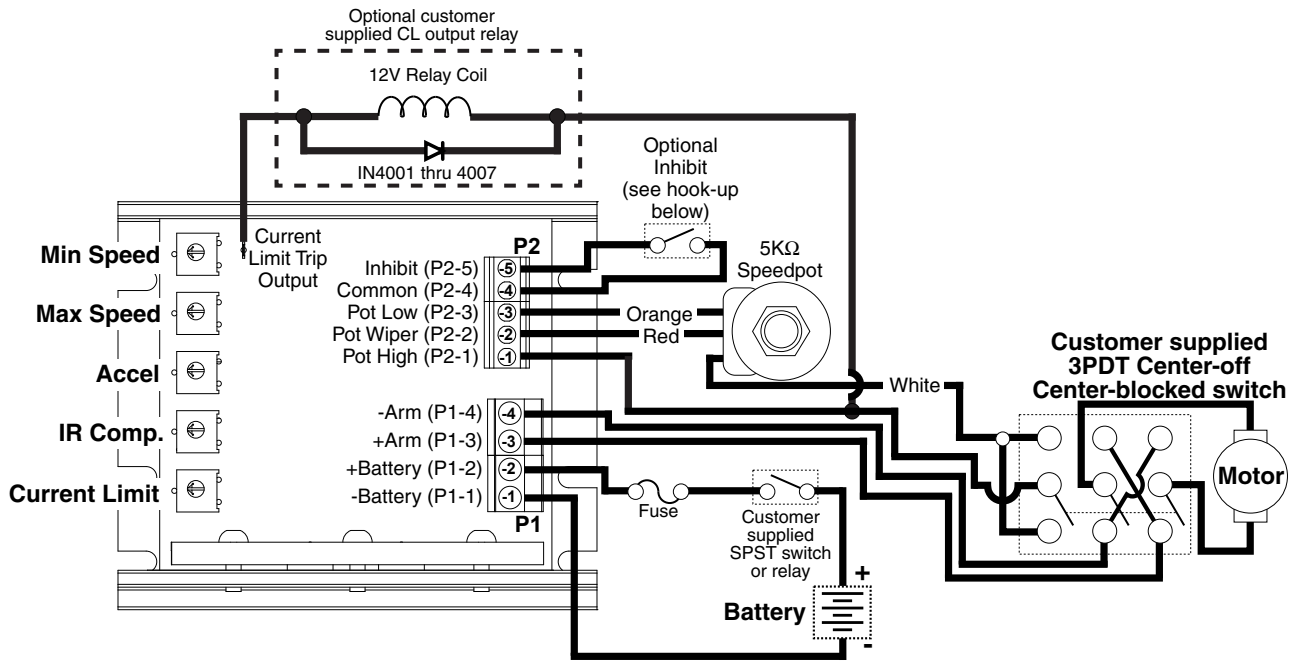 Optional customer
supplied CL output relay
12V Relay Coil
IN4001 thru 4007
Optional
Inhibit
(see hook-up
below)
5KΩ
Speedpot
Min Speed
Max Speed
Accel
IR Comp.
Current Limit
Current
Limit Trip
Output
P2
Inhibit (P2-5)
Common (P2-4)
Pot Low (P2-3)
Pot Wiper (P2-2)
Pot High (P2-1)
-5
-4
-3
-2
-1
Orange
Red
White
-Arm (P1-4)
+Arm (P1-3)
+Battery (P1-2)
-Battery (P1-1)
-4
-3
-2
-1
P1
Fuse
Customer
supplied
SPST switch
or relay
Battery
+
-
Customer supplied
3PDT Center-off
Center-blocked switch
Motor